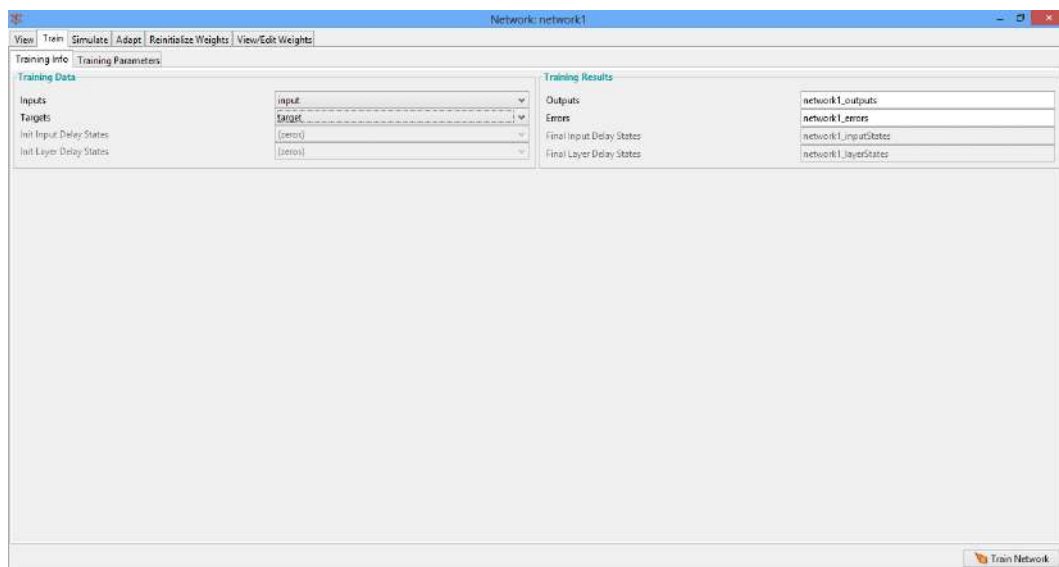 Network: network1
View Train Simulate Adapt Reinitialize Weights View/Edit Weights
Training Info Training Parameters
Training Data
Inputs input
Targets target
Init Input Delay States (zeros)
Init Layer Delay States (zeros)
Training Results
Outputs network1_outputs
Errors network1_errors
Final Input Delay States network1_inputStates
Final Layer Delay States network1_layerStates
Train Network